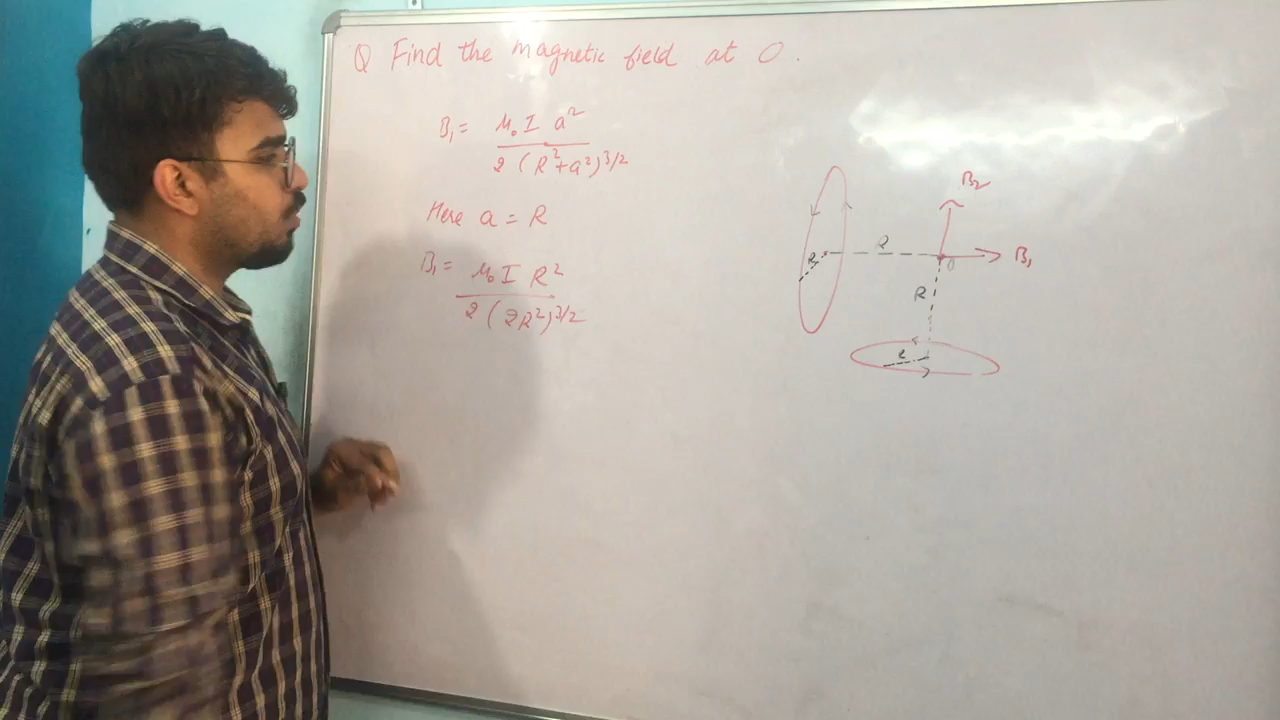 Q Find the magnetic field at O.
B₁ = μ₀ I a²
2 (R²+a²)^3/2
Here a = R
B₁ = μ₀ I R²
2 (2R²)^3/2
B₂
R
R
O
B₁
R
R